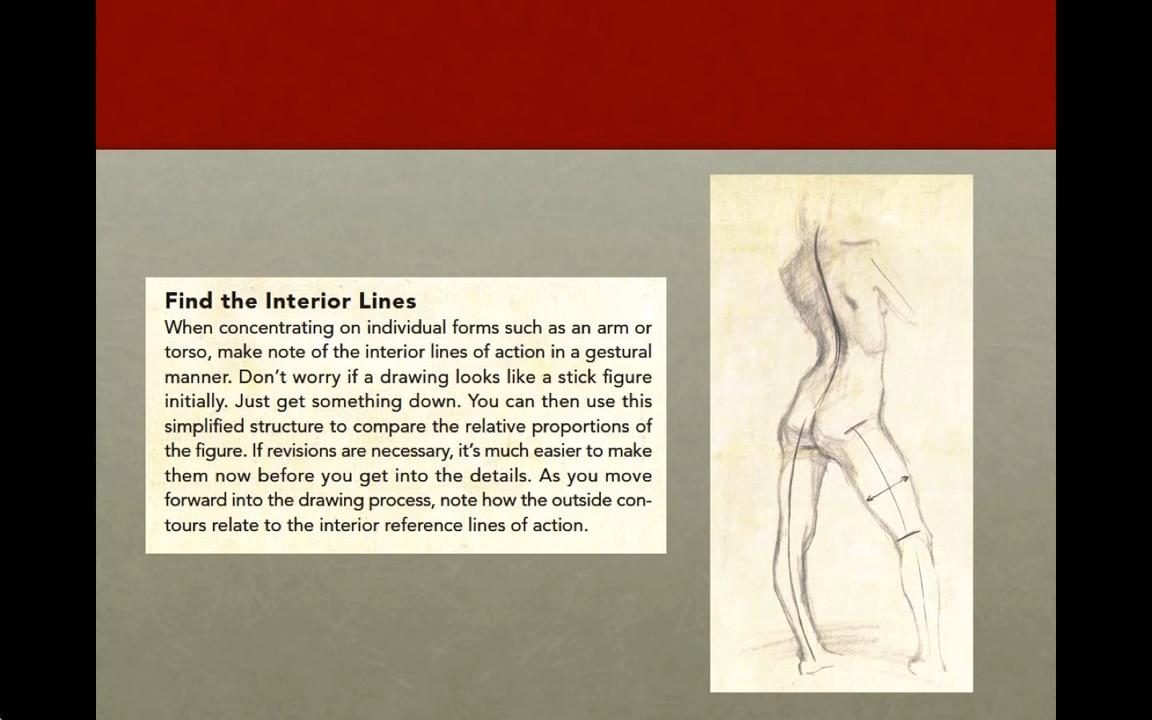 Find the Interior Lines
When concentrating on individual forms such as an arm or
torso, make note of the interior lines of action in a gestural
manner. Don’t worry if a drawing looks like a stick figure
initially. Just get something down. You can then use this
simplified structure to compare the relative proportions of
the figure. If revisions are necessary, it’s much easier to make
them now before you get into the details. As you move
forward into the drawing process, note how the outside con-
tours relate to the interior reference lines of action.